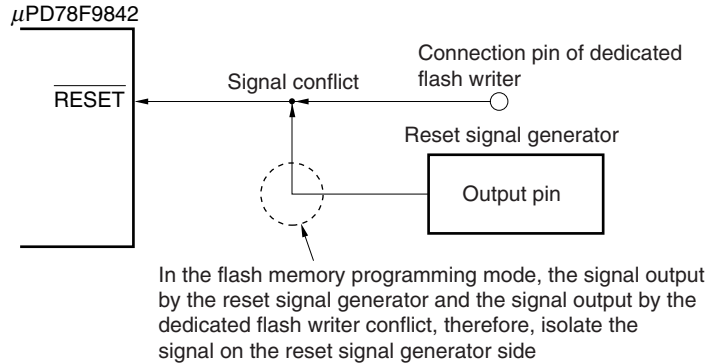 μPD78F9842
Connection pin of dedicated
flash writer
Signal conflict
RESET
Reset signal generator
Output pin
In the flash memory programming mode, the signal output
by the reset signal generator and the signal output by the
dedicated flash writer conflict, therefore, isolate the
signal on the reset signal generator side